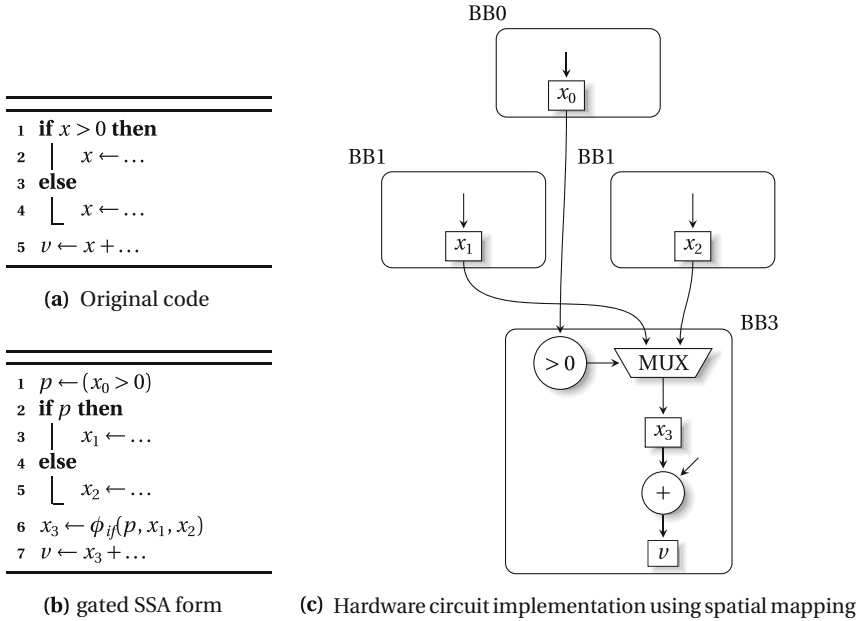 1 if x > 0 then
2 x ← …
3 else
4 x ← …
5 v ← x + …
(a) Original code
1 p ← (x₀ > 0)
2 if p then
3 x₁ ← …
4 else
5 x₂ ← …
6 x₃ ← ϕ_if(p, x₁, x₂)
7 v ← x₃ + …
(b) gated SSA form
BB0
x₀
BB1
BB1
x₁
x₂
BB3
> 0
MUX
x₃
+
v
(c) Hardware circuit implementation using spatial mapping